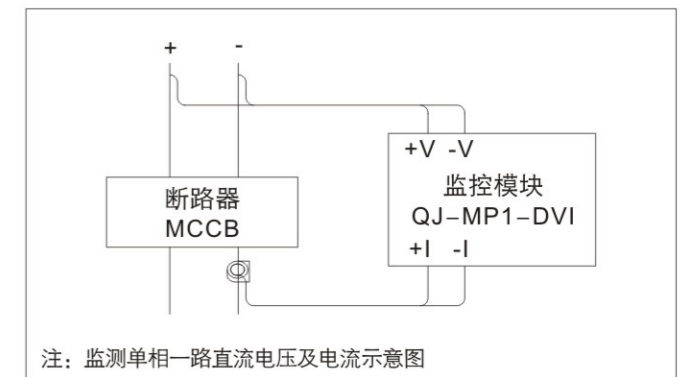 + -
+V -V
监控模块
QJ–MP1–DVI
+I -I
断路器
MCCB
注：监测单相一路直流电压及电流示意图